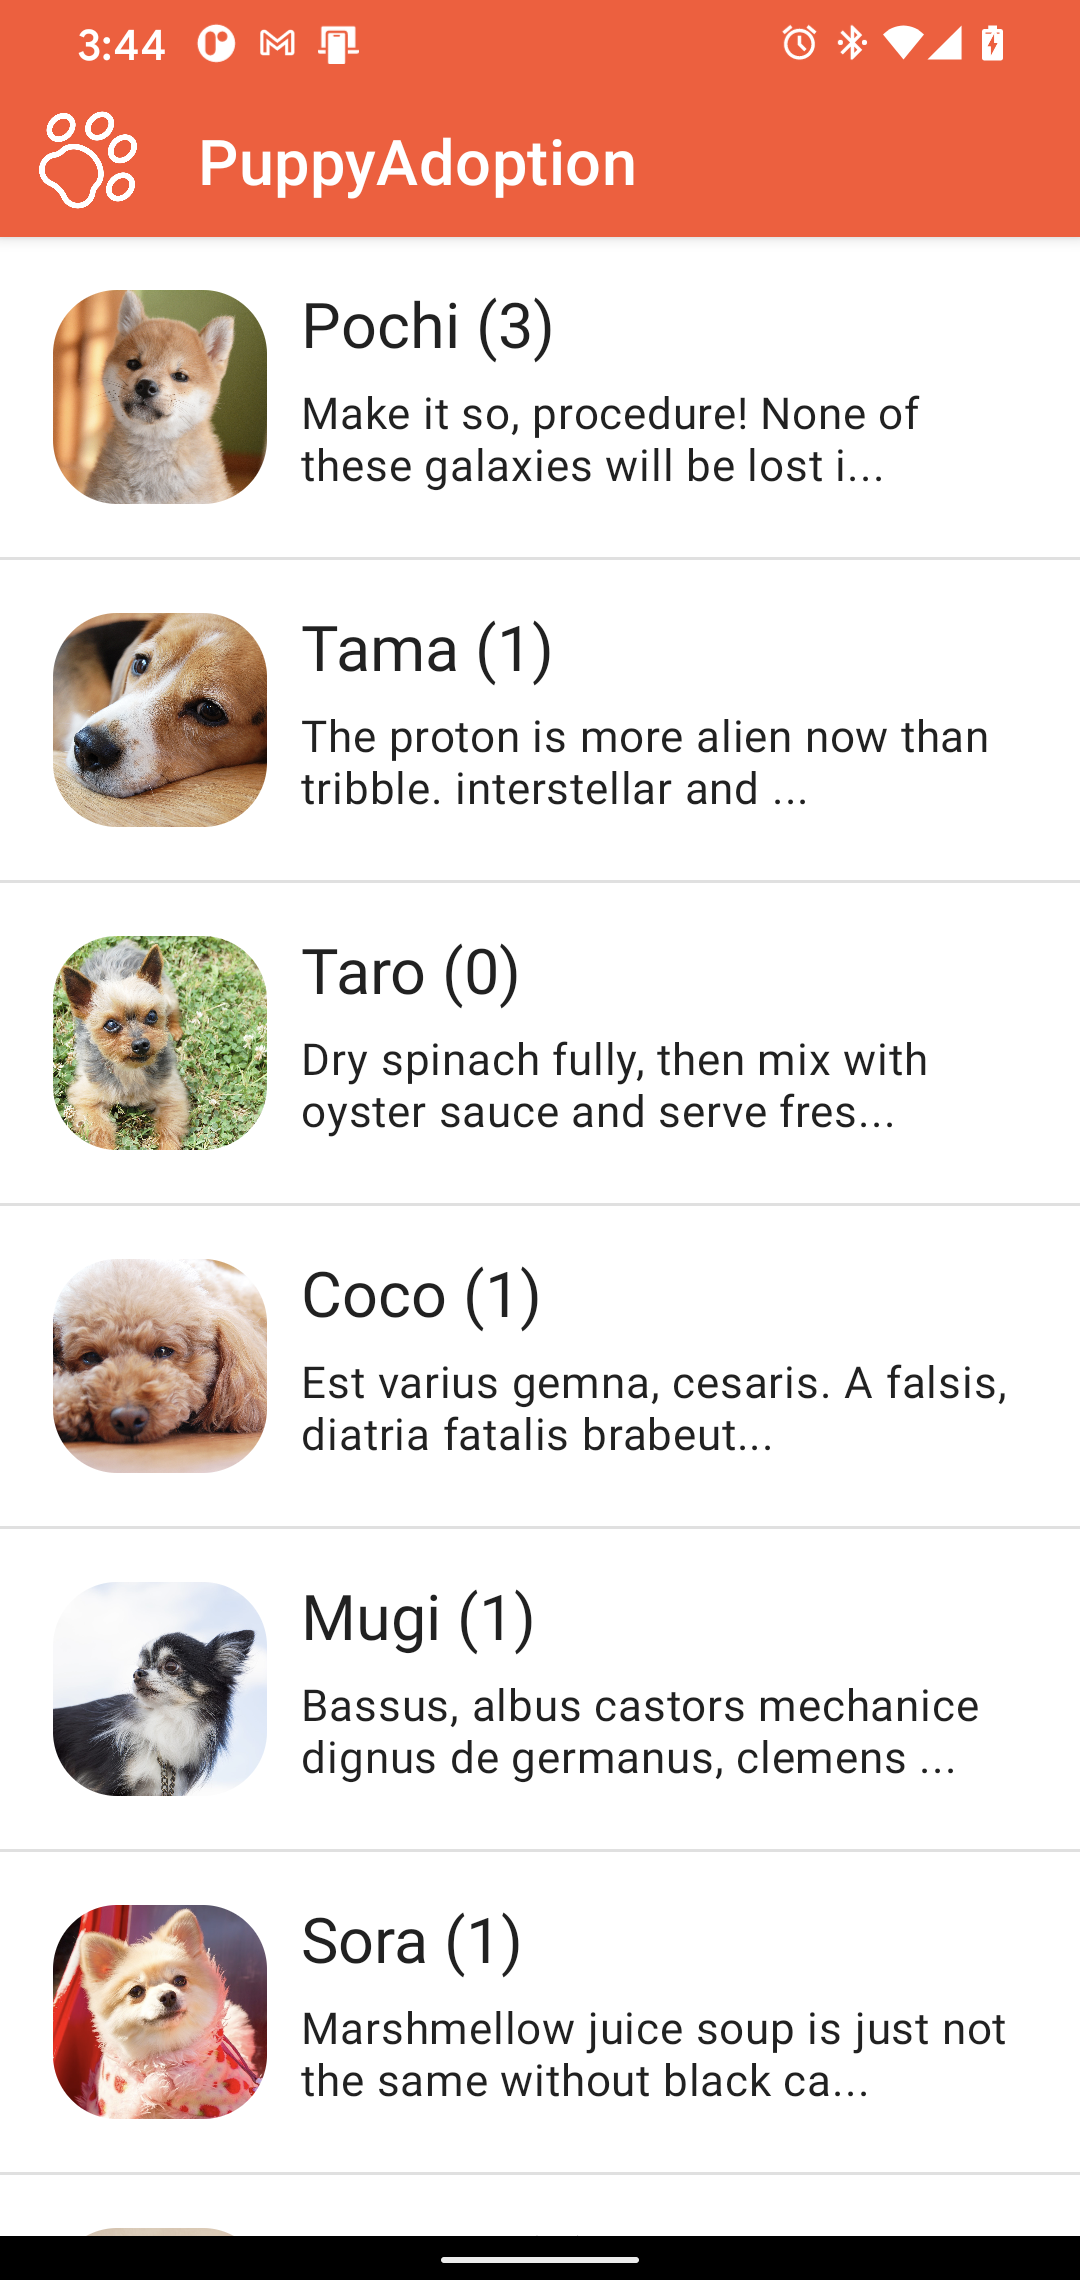 3:44
PuppyAdoption
Pochi (3)
Make it so, procedure! None of
these galaxies will be lost i...
Tama (1)
The proton is more alien now than
tribble. interstellar and ...
Taro (0)
Dry spinach fully, then mix with
oyster sauce and serve fres...
Coco (1)
Est varius gemna, cesaris. A falsis,
diatria fatalis brabeut...
Mugi (1)
Bassus, albus castors mechanice
dignus de germanus, clemens ...
Sora (1)
Marshmellow juice soup is just not
the same without black ca...